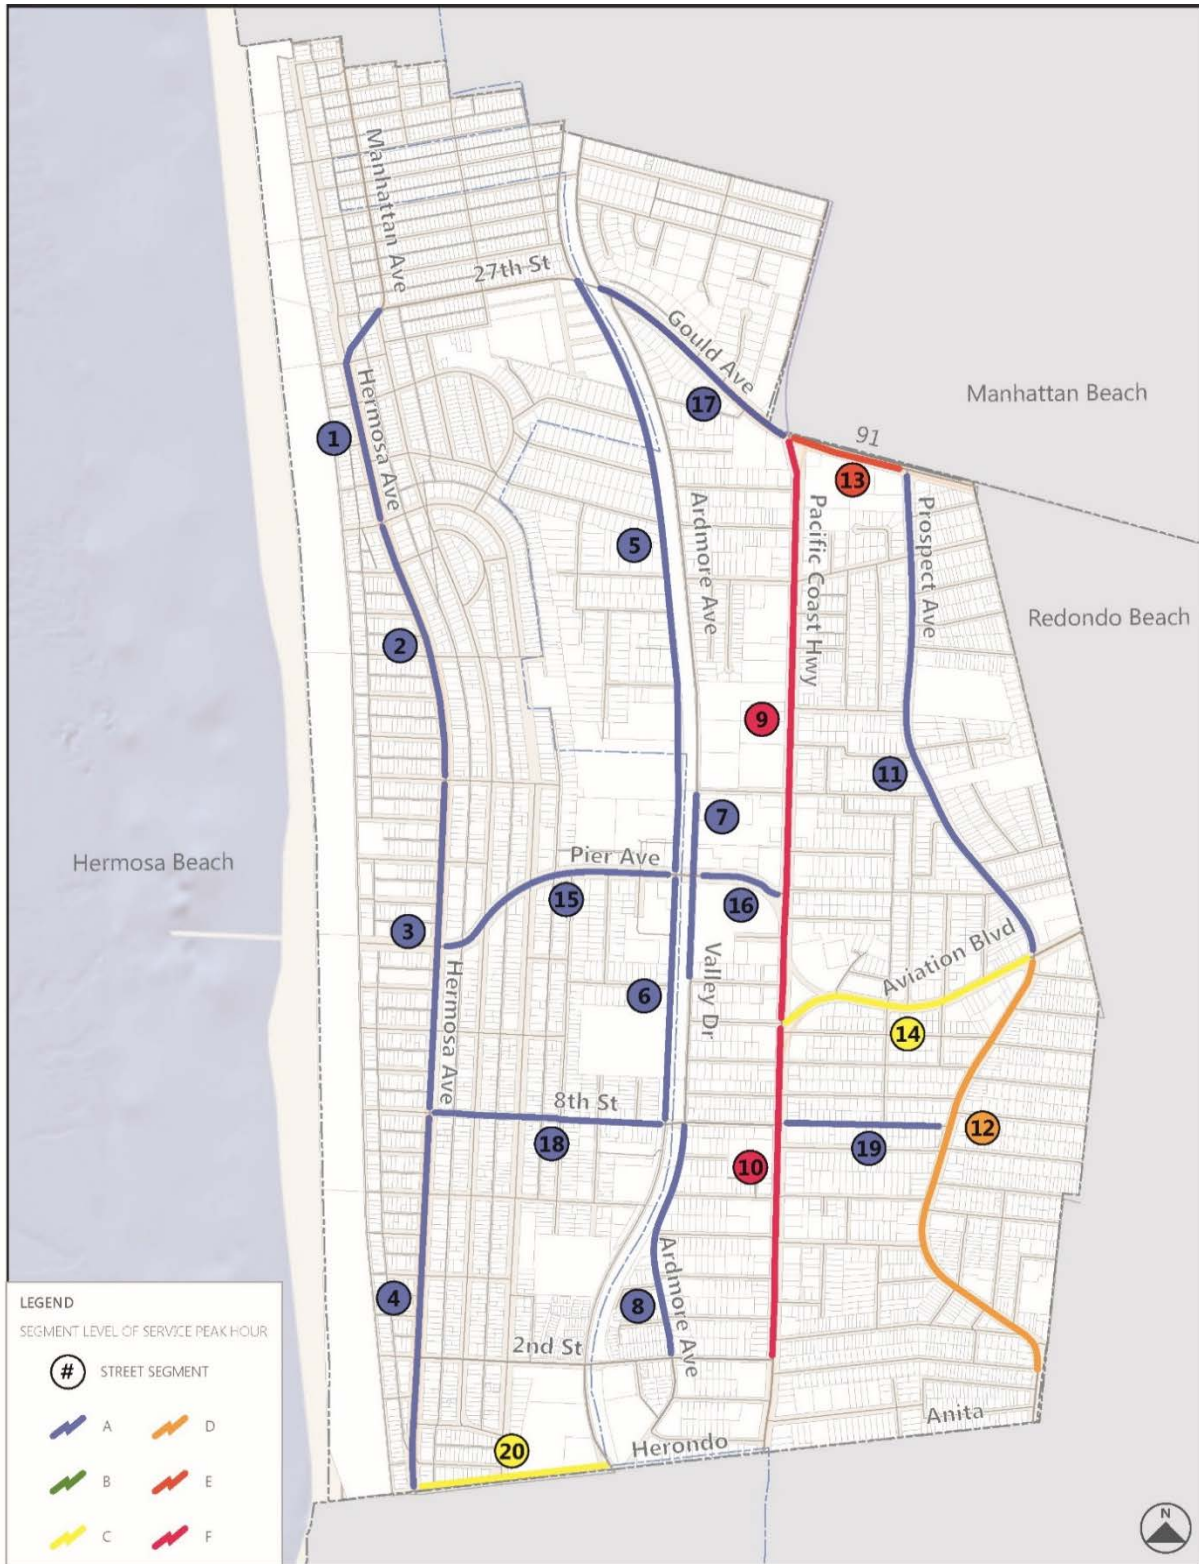 Manhattan Ave
27th St
Gould Ave
17
Manhattan Beach
Hermosa Ave
1
91
13
Ardmore Ave
Pacific Coast Hwy
Prospect Ave
5
Redondo Beach
2
9
11
7
Hermosa Beach
Pier Ave
15
16
3
Aviation Blvd
Valley Dr
Hermosa Ave
6
14
8th St
18
19
12
10
Ardmore Ave
4
8
2nd St
Anita
Herondo
20
LEGEND
SEGMENT LEVEL OF SERVICE PEAK HOUR
# STREET SEGMENT
A D
B E
C F
N